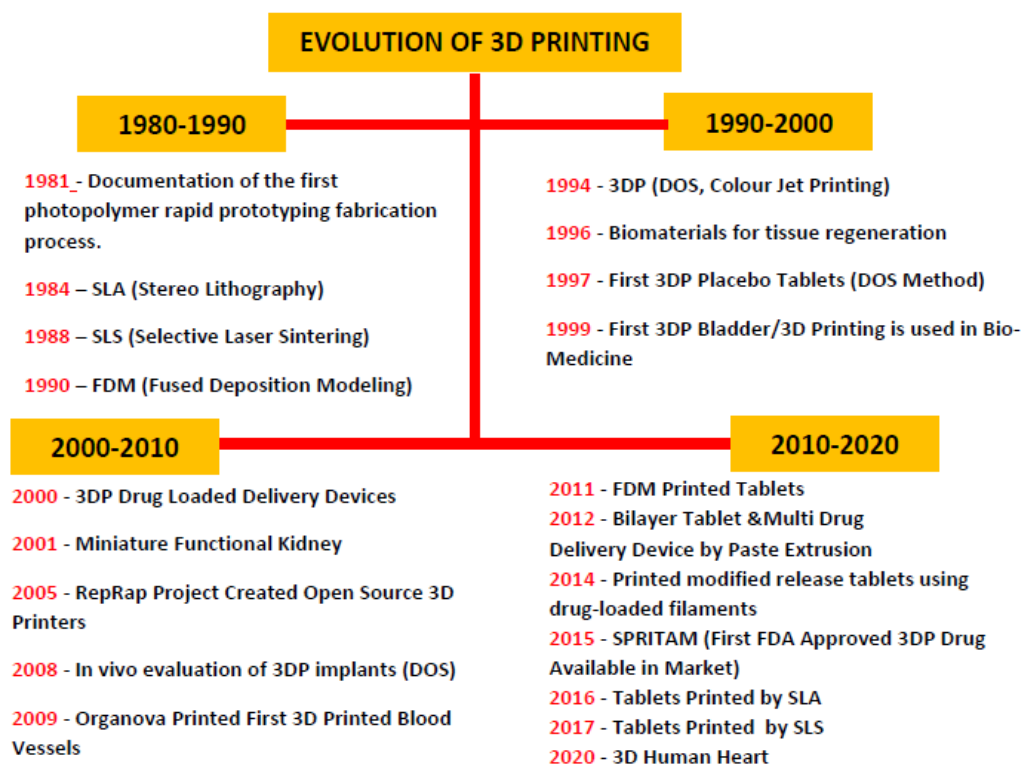 EVOLUTION OF 3D PRINTING
1980-1990
1981 - Documentation of the first
photopolymer rapid prototyping fabrication
process.
1984 – SLA (Stereo Lithography)
1988 – SLS (Selective Laser Sintering)
1990 – FDM (Fused Deposition Modeling)
1990-2000
1994 - 3DP (DOS, Colour Jet Printing)
1996 - Biomaterials for tissue regeneration
1997 - First 3DP Placebo Tablets (DOS Method)
1999 - First 3DP Bladder/3D Printing is used in Bio-
Medicine
2000-2010
2000 - 3DP Drug Loaded Delivery Devices
2001 - Miniature Functional Kidney
2005 - RepRap Project Created Open Source 3D
Printers
2008 - In vivo evaluation of 3DP implants (DOS)
2009 - Organova Printed First 3D Printed Blood
Vessels
2010-2020
2011 - FDM Printed Tablets
2012 - Bilayer Tablet &Multi Drug
Delivery Device by Paste Extrusion
2014 - Printed modified release tablets using
drug-loaded filaments
2015 - SPRITAM (First FDA Approved 3DP Drug
Available in Market)
2016 - Tablets Printed by SLA
2017 - Tablets Printed  by SLS
2020 - 3D Human Heart